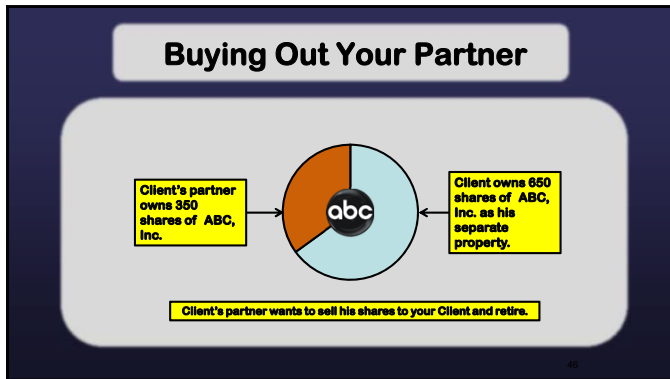 Buying Out Your Partner
Client's partner
owns 350
shares of ABC,
Inc.
abc
Client owns 650
shares of ABC,
Inc. as his
separate
property.
Client's partner wants to sell his shares to your Client and retire.
46